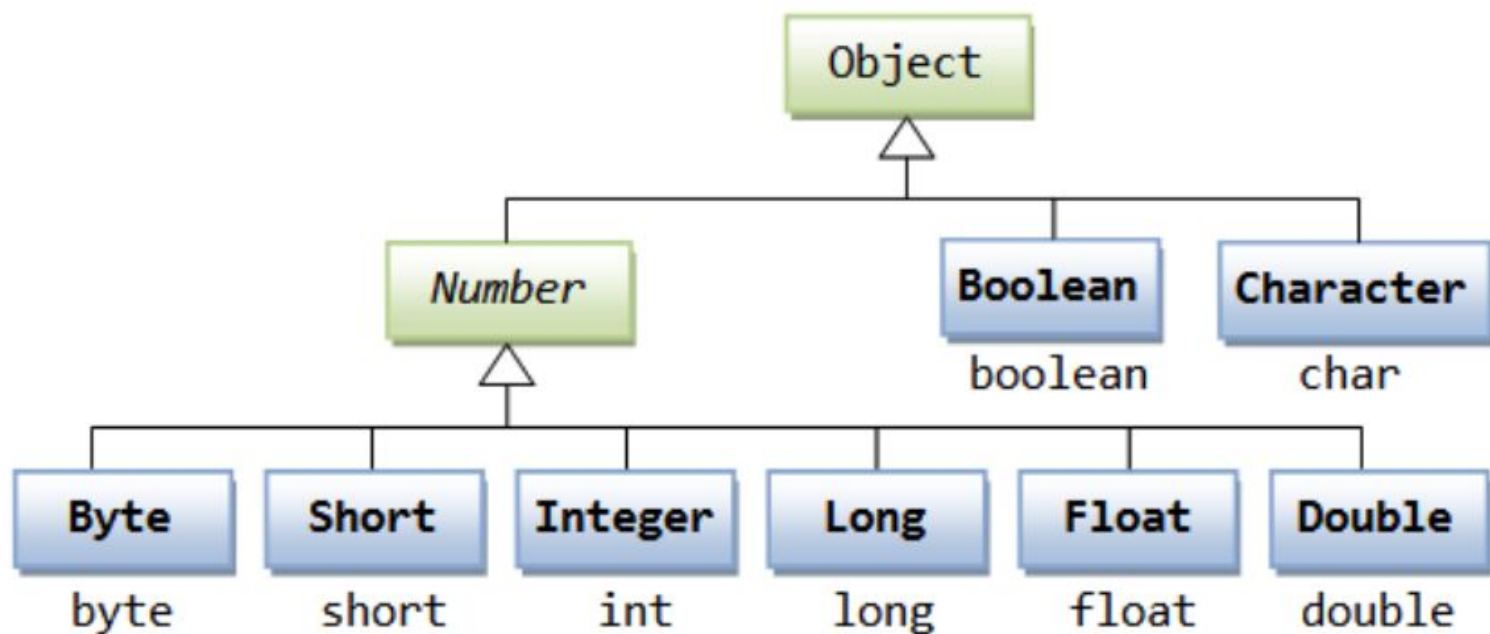 Object
Number
Boolean
Character
boolean
char
Byte
Short
Integer
Long
Float
Double
byte
short
int
long
float
double